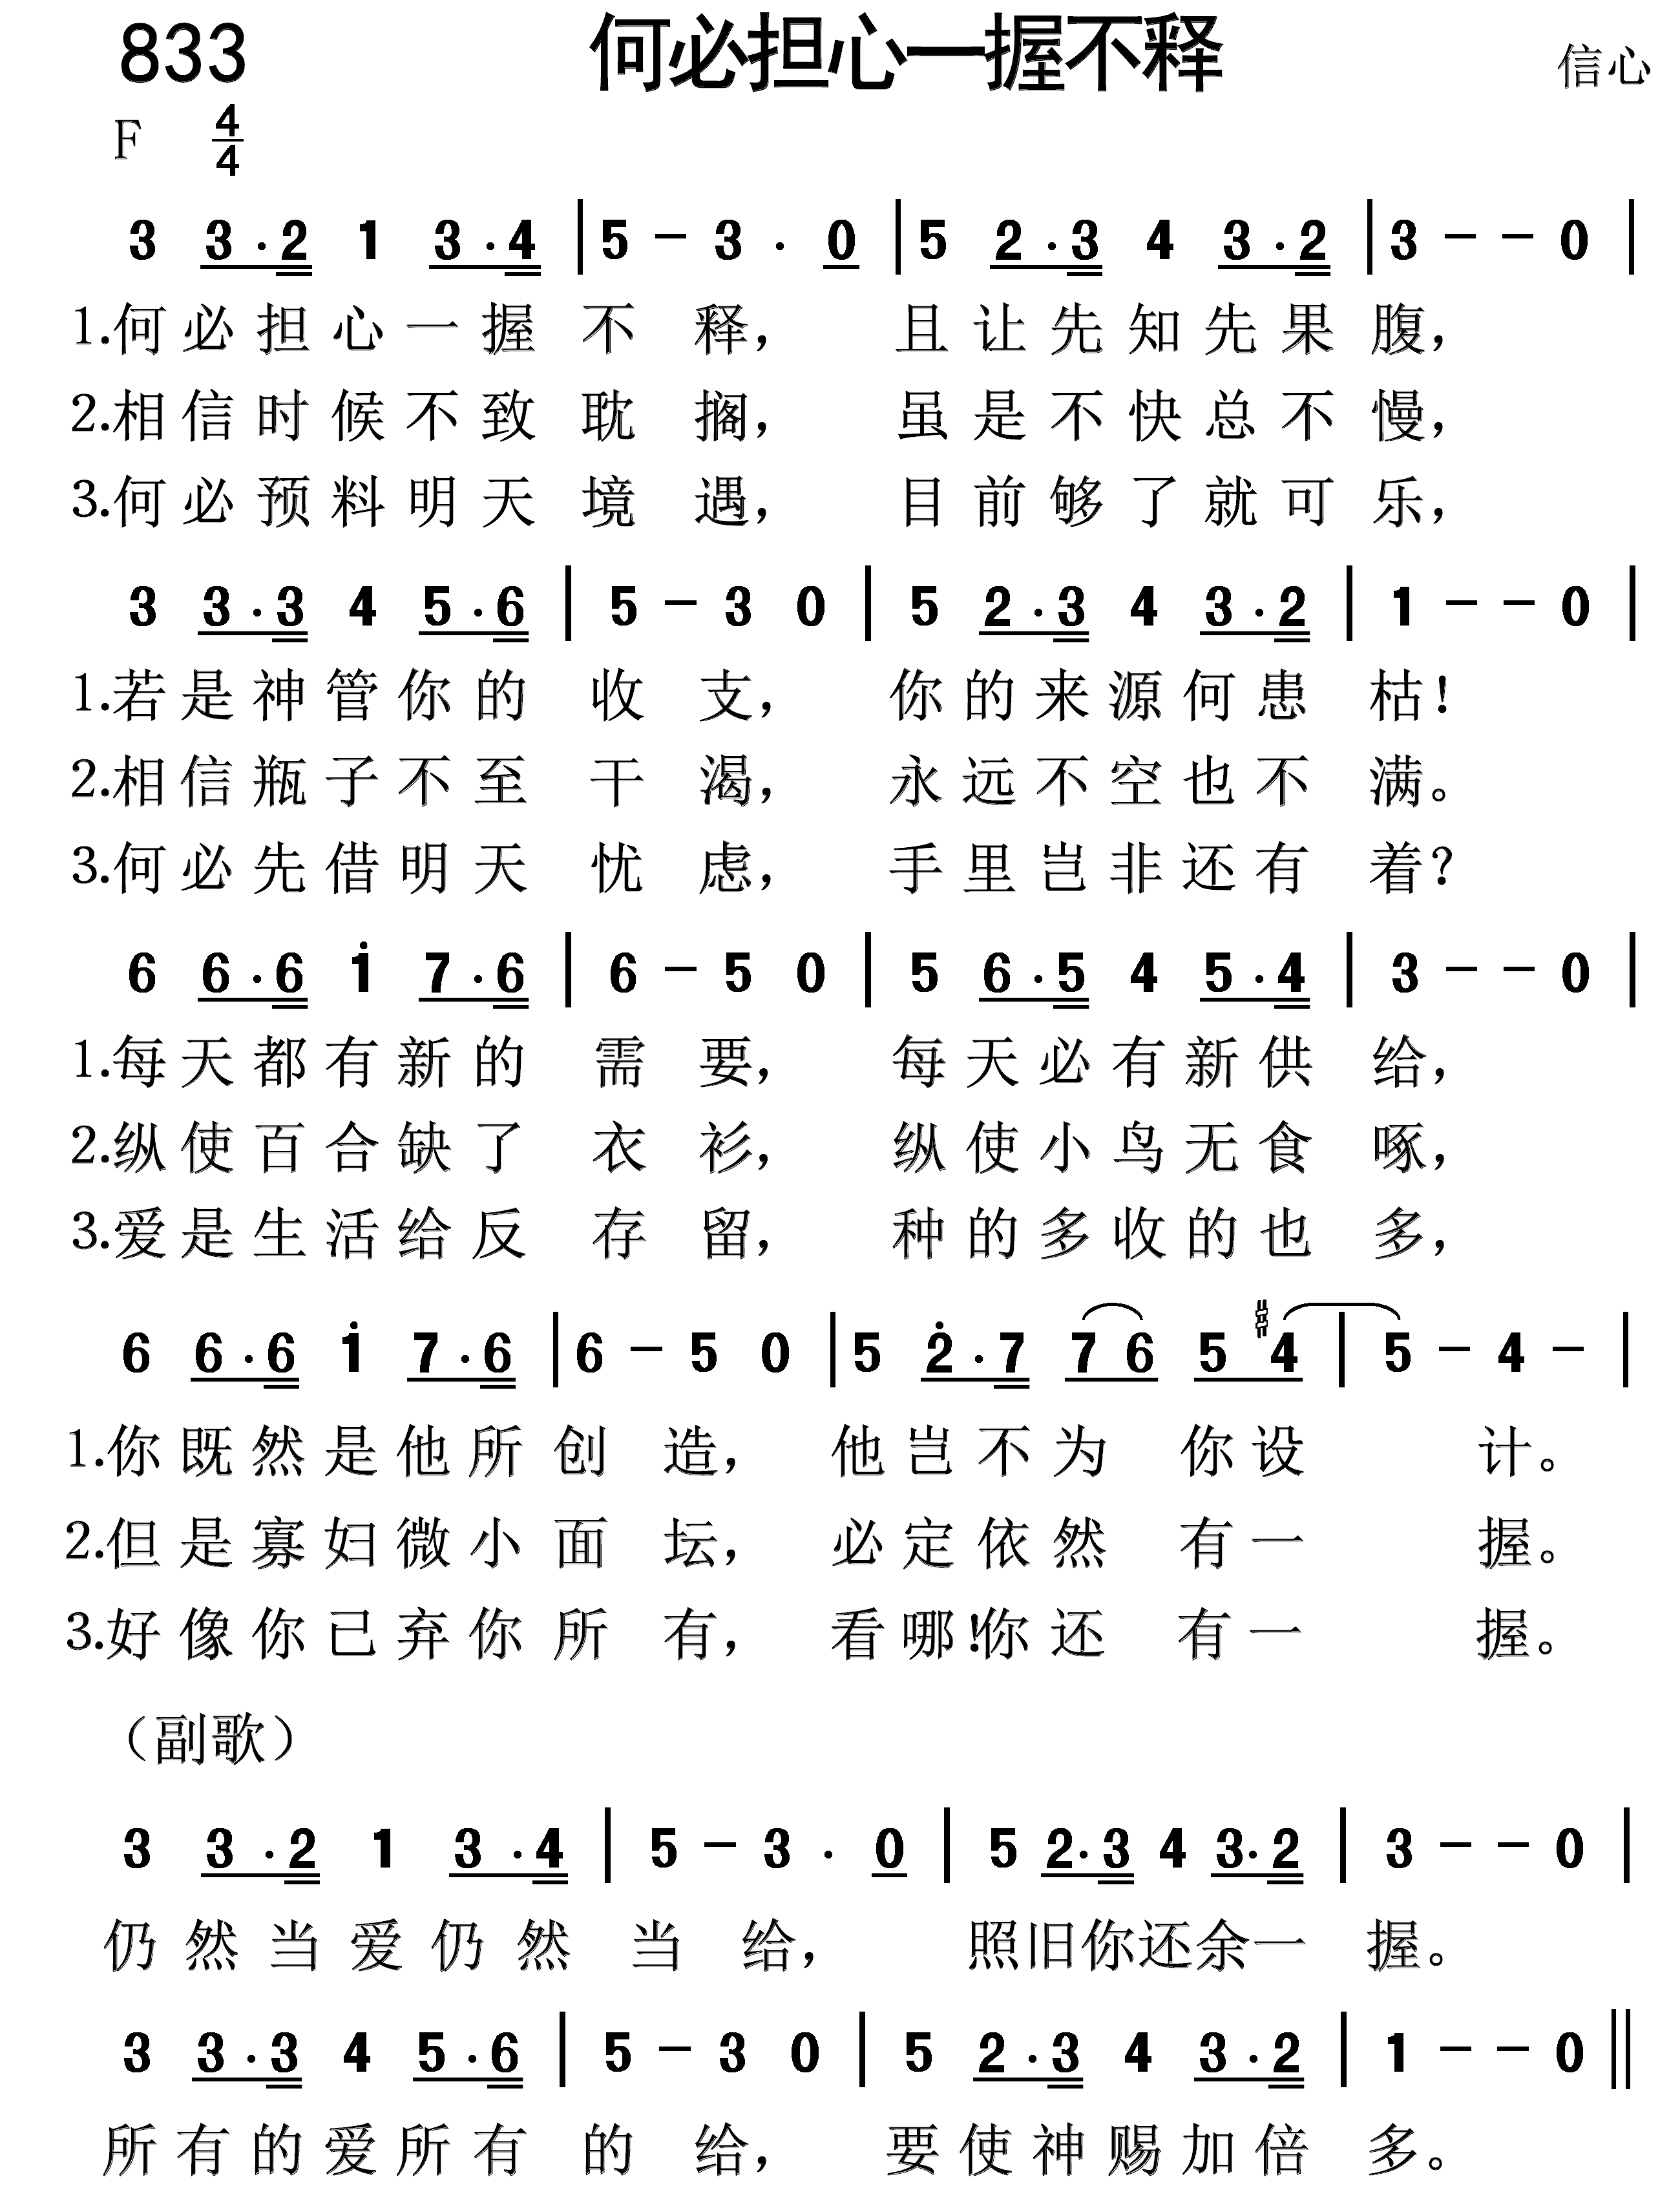 833 何必担心一握不释 信心
F 4/4
3 3·2 1 3·4 | 5 - 3 · 0 | 5 2·3 4 3·2 | 3 - - 0 |
1.何必担心一握不释，且让先知先果腹，
2.相信时候不致耽搁，虽是不快总不慢，
3.何必预料明天境遇，目前够了就可乐，
3 3·3 4 5·6 | 5 - 3 0 | 5 2·3 4 3·2 | 1 - - 0 |
1.若是神管你的收支，你的来源何患枯！
2.相信瓶子不至干渴，永远不空也不满。
3.何必先借明天忧虑，手里岂非还有着？
6 6·6 i 7·6 | 6 - 5 0 | 5 6·5 4 5·4 | 3 - - 0 |
1.每天都有新的需要，每天必有新供给，
2.纵使百合缺了衣衫，纵使小鸟无食啄，
3.爱是生活给反存留，种的多收的也多，
6 6·6 i 7·6 | 6 - 5 0 | 5 2̇·7 7 6 5 #4 | 5 - 4 - |
1.你既然是他所创造，他岂不为你设计。
2.但是寡妇微小面坛，必定依然有一握。
3.好像你已弃你所有，看哪！你还有一握。
（副歌）
3 3·2 1 3·4 | 5 - 3 · 0 | 5 2·3 4 3·2 | 3 - - 0 |
仍然当爱仍然当给，照旧你还余一握。
3 3·3 4 5·6 | 5 - 3 0 | 5 2·3 4 3·2 | 1 - - 0 ||
所有的爱所有的给，要使神赐加倍多。